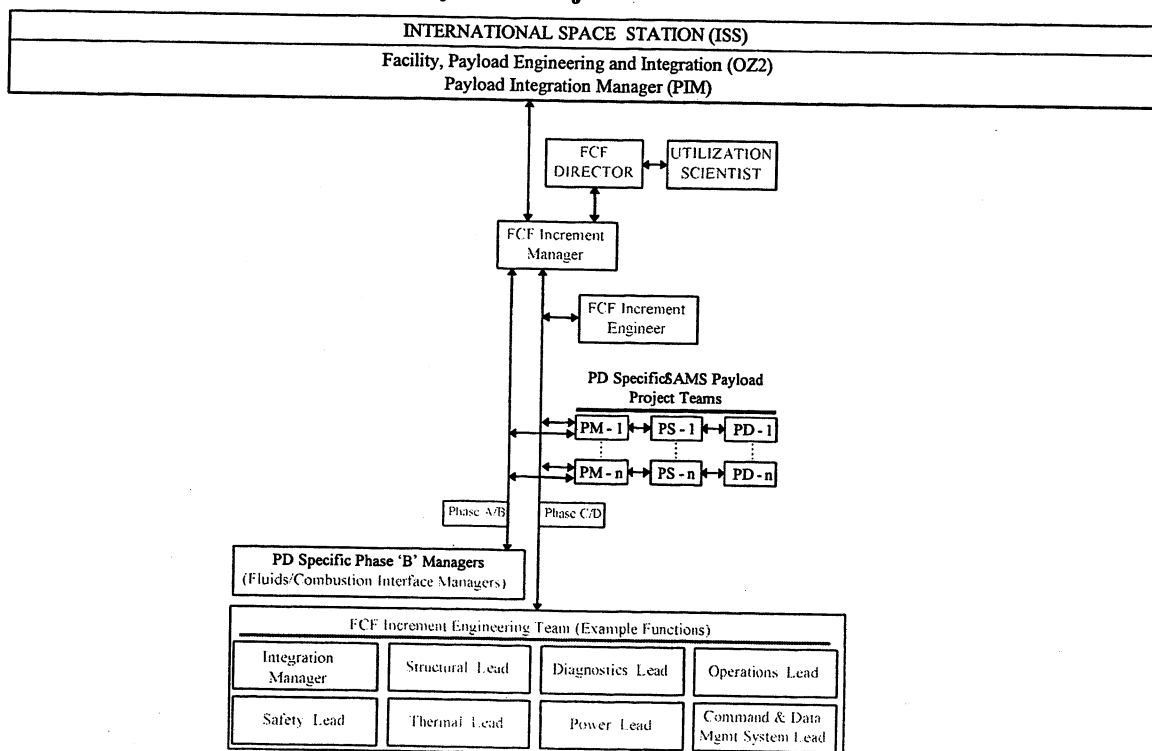 INTERNATIONAL SPACE STATION (ISS)
Facility, Payload Engineering and Integration (OZ2)
Payload Integration Manager (PIM)
FCF
DIRECTOR
UTILIZATION
SCIENTIST
FCF Increment
Manager
FCF Increment
Engineer
PD SpecificSAMS Payload
Project Teams
PM - 1
PS - 1
PD - 1
PM - n
PS - n
PD - n
Phase A/B
Phase C/D
PD Specific Phase ‘B’ Managers
(Fluids/Combustion Interface Managers)
FCF Increment Engineering Team (Example Functions)
Integration
Manager
Structural Lead
Diagnostics Lead
Operations Lead
Safety Lead
Thermal Lead
Power Lead
Command & Data
Mgmt System Lead